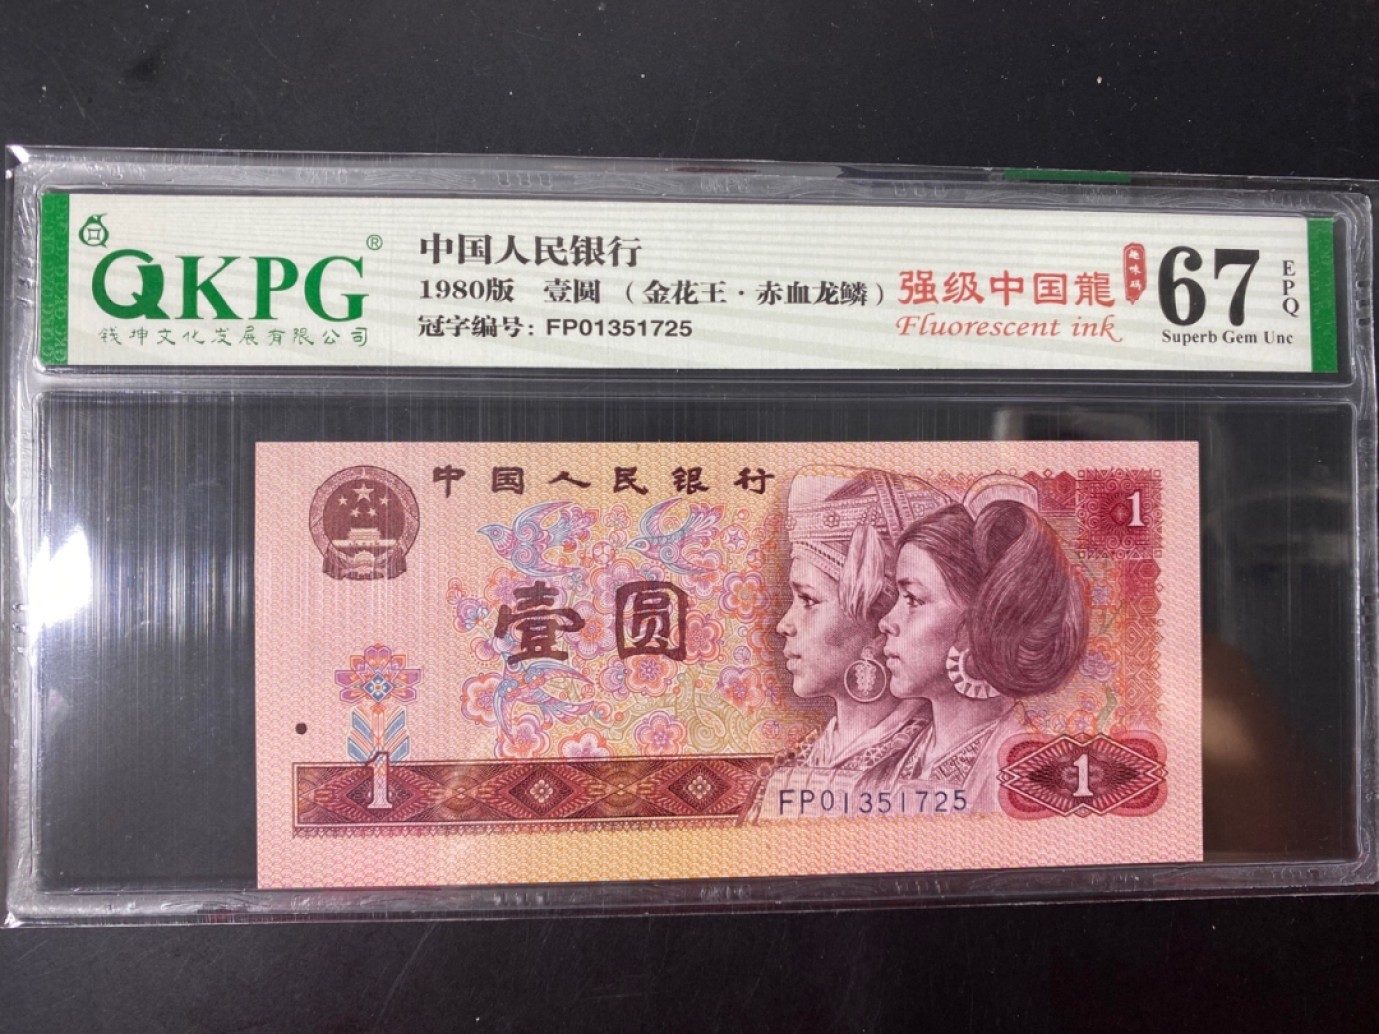 QKPG®
钱坤文化发展有限公司
中国人民银行
1980版 壹圆 （金花王·赤血龙鳞）
冠字编号: FP01351725
强级中国龍
Fluorescent ink
趣味码
67
EPQ
Superb Gem Unc
中国人民银行
1
壹圆
1
FP01351725
1